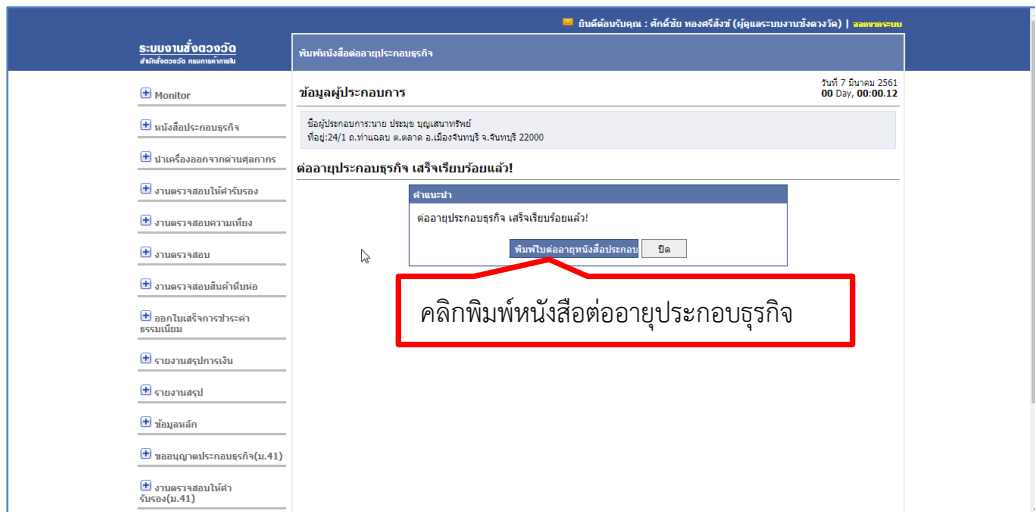 ยินดีต้อนรับคุณ : ศักดิ์ชัย ทองศรีสังข์ (ผู้ดูแลระบบงานชั่งตวงวัด) | ออกจากระบบ
ระบบงานชั่งตวงวัด
สำนักชั่งตวงวัด กรมการค้าภายใน
พิมพ์หนังสือต่ออายุประกอบธุรกิจ
วันที่ 7 มีนาคม 2561
00 Day, 00:00.12
ข้อมูลผู้ประกอบการ
ชื่อผู้ประกอบการ:นาย ประมุข บุญเสนาทรัพย์
ที่อยู่:24/1 ถ.ท่าแฉลบ ต.ตลาด อ.เมืองจันทบุรี จ.จันทบุรี 22000
ต่ออายุประกอบธุรกิจ เสร็จเรียบร้อยแล้ว!
คำแนะนำ
ต่ออายุประกอบธุรกิจ เสร็จเรียบร้อยแล้ว!
พิมพ์ใบต่ออายุหนังสือประกอบ
ปิด
คลิกพิมพ์หนังสือต่ออายุประกอบธุรกิจ
Monitor
หนังสือประกอบธุรกิจ
นำเครื่องออกจากด่านศุลกากร
งานตรวจสอบให้คำรับรอง
งานตรวจสอบความเที่ยง
งานตรวจสอบ
งานตรวจสอบสินค้าหีบห่อ
ออกใบเสร็จการชำระค่า
ธรรมเนียม
รายงานสรุปการเงิน
รายงานสรุป
ข้อมูลหลัก
ขออนุญาตประกอบธุรกิจ(ม.41)
งานตรวจสอบให้คำ
รับรอง(ม.41)